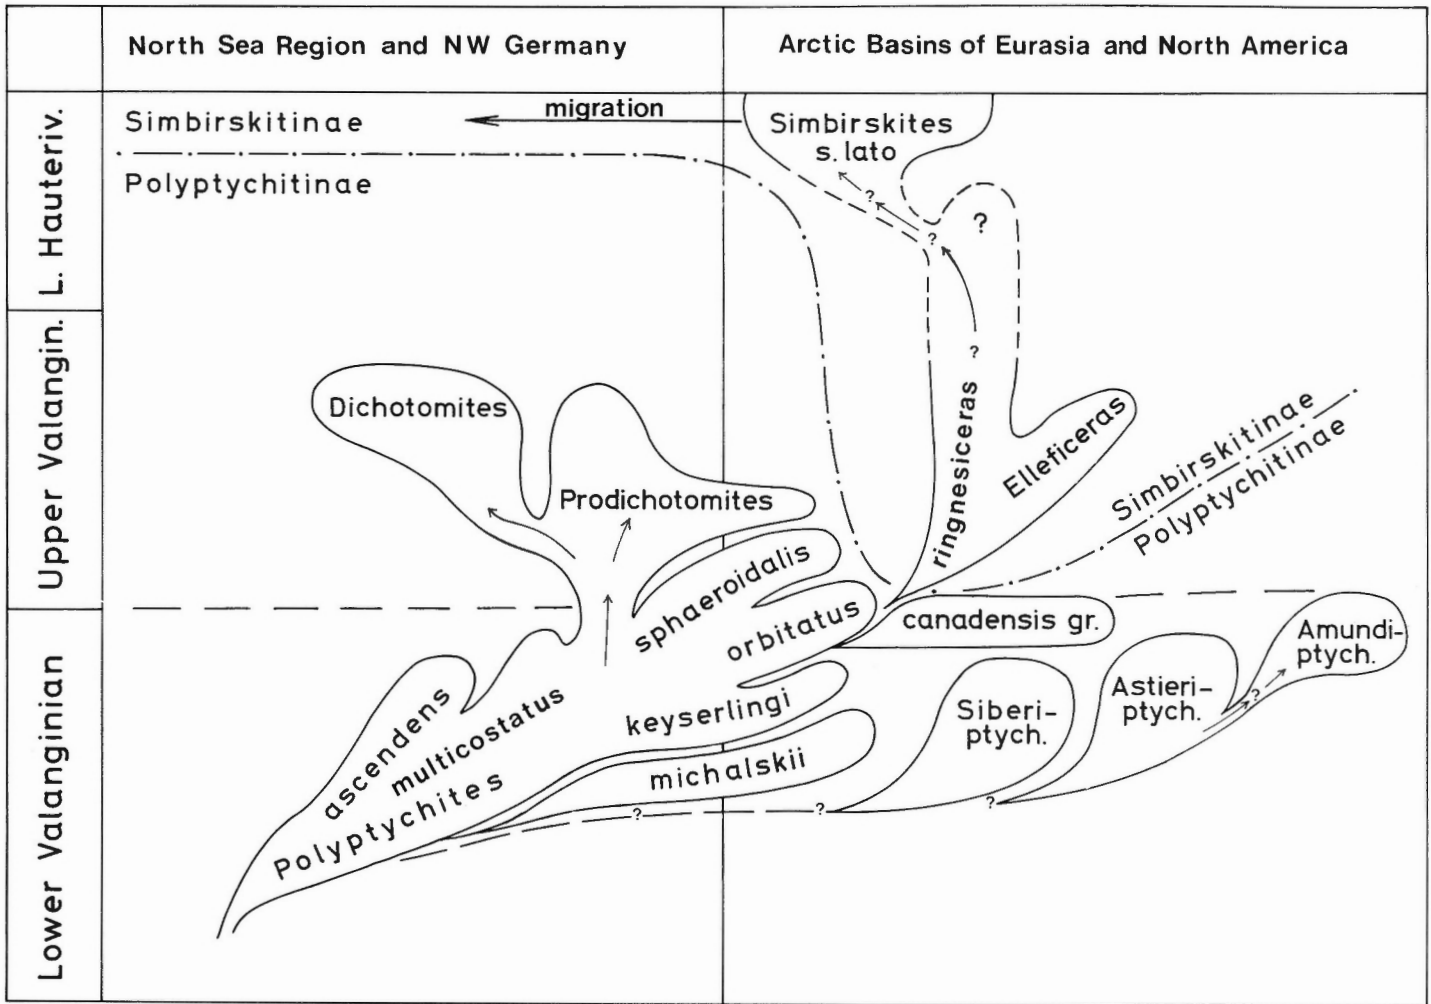 North Sea Region and NW Germany
Arctic Basins of Eurasia and North America
L. Hauteriv.
Upper Valangin.
Lower Valanginian
Simbirskitinae
migration
Polyptychitinae
Simbirskites
s. lato
?
?
?
?
Dichotomites
Prodichotomites
ringnesiceras
Elleficeras
Simbirskitinae
Polyptychitinae
sphaeroidalis
orbitatus
canadensis gr.
Amundi-
ptych.
ascendens
multicostatus
Polyptychites
keyserlingi
michalskii
Siberi-
ptych.
Astieri-
ptych.
?
?
?
?